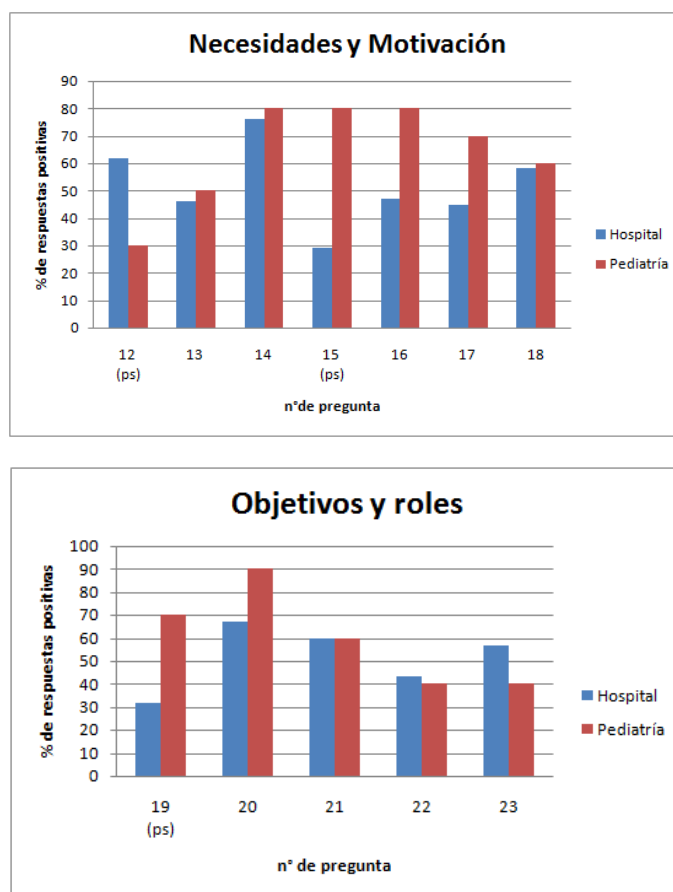 Necesidades y Motivación
% de respuestas positivas
90
80
70
60
50
40
30
20
10
0
12 13 14 15 16 17 18
(ps) (ps)
n°de pregunta
Hospital
Pediatría
Objetivos y roles
% de respuestas positivas
100
90
80
70
60
50
40
30
20
10
0
19 20 21 22 23
(ps)
n° de pregunta
Hospital
Pediatría